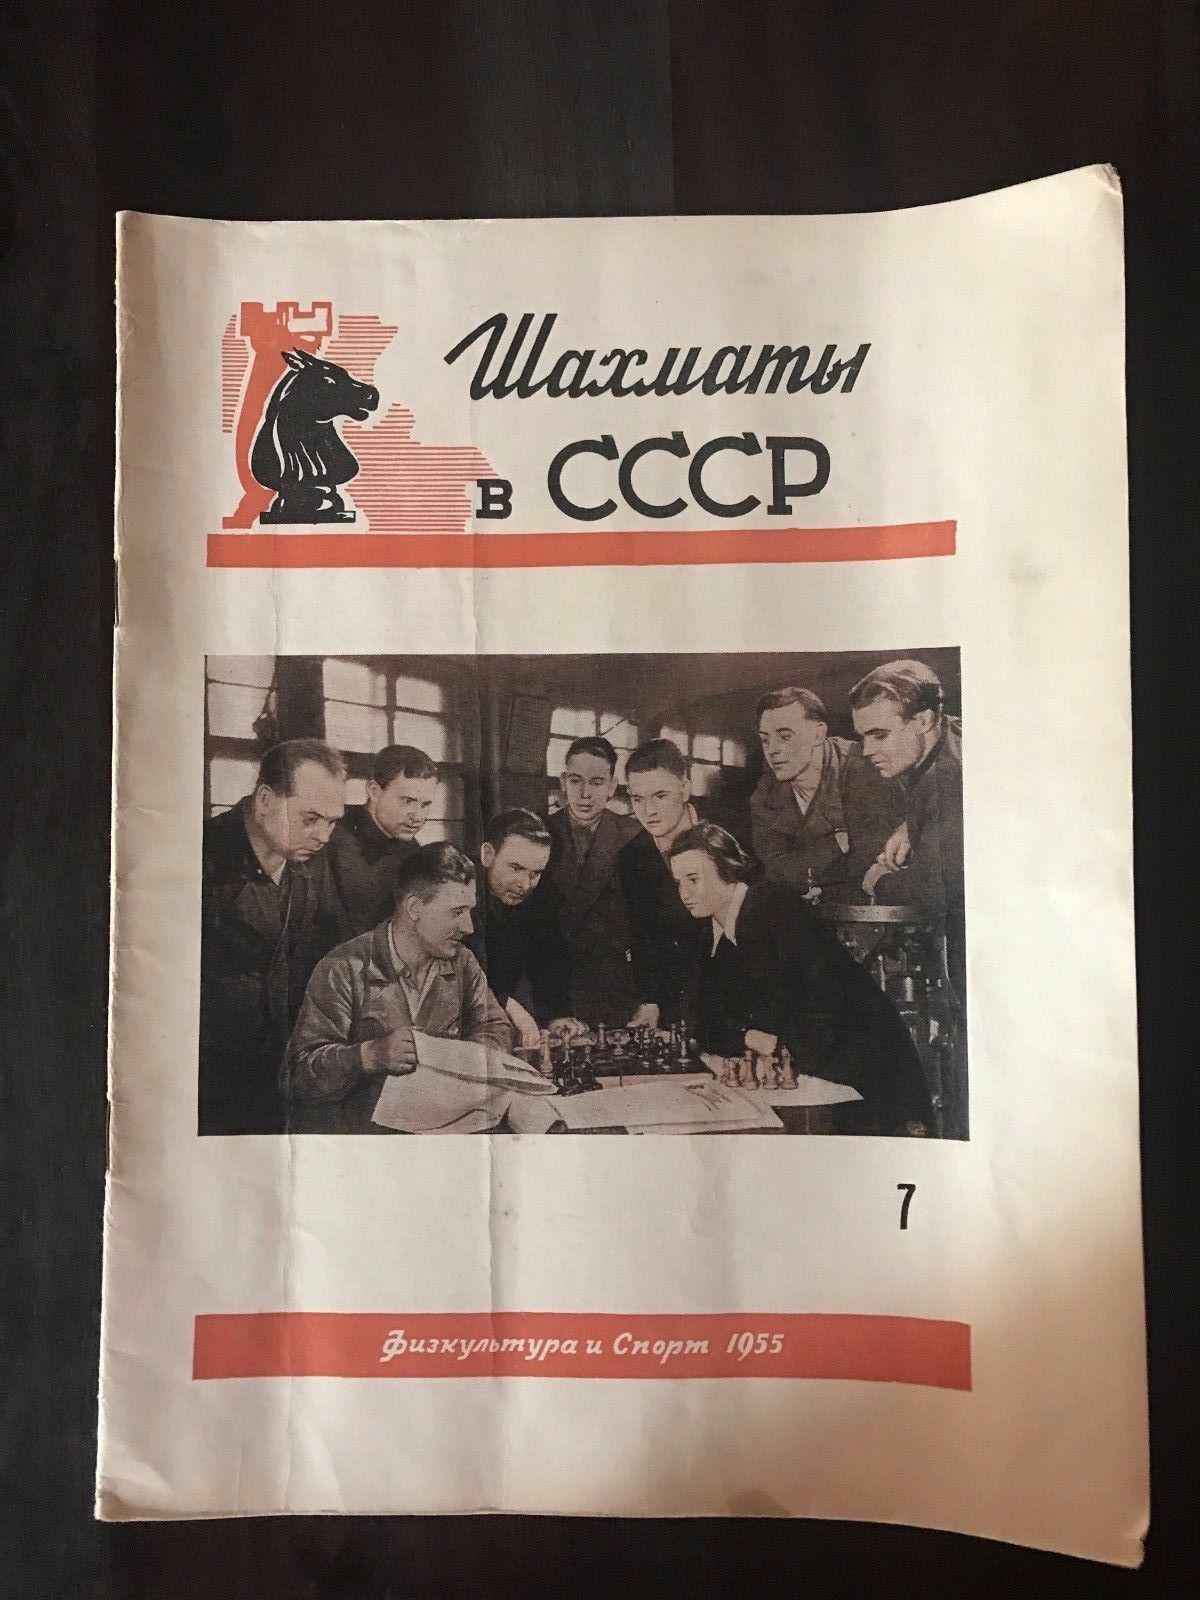 Шахматы
в СССР
7
Физкультура и Спорт 1955